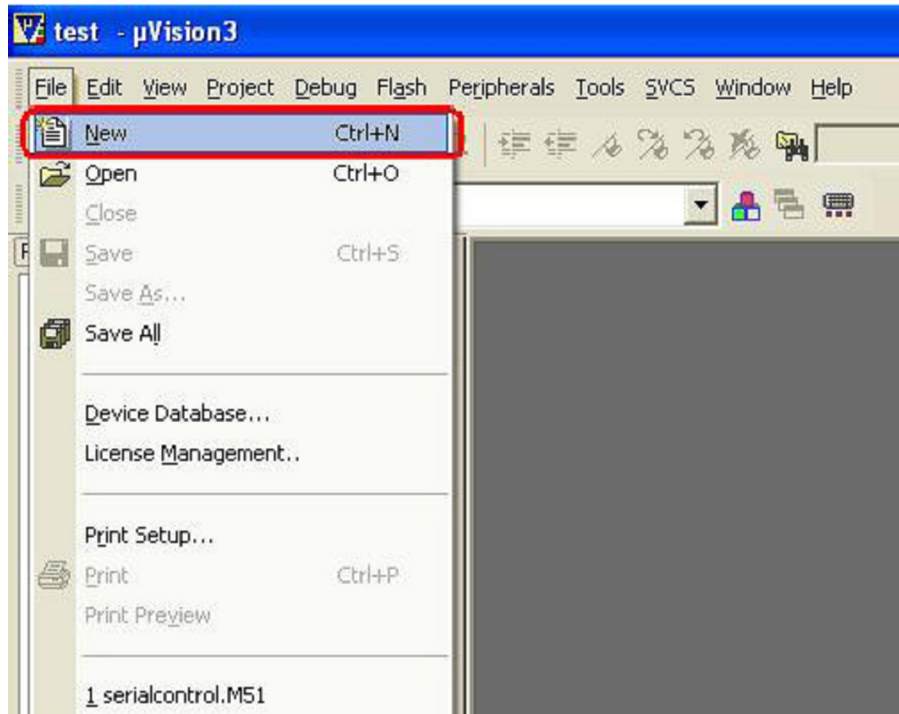 test - µVision3
File Edit View Project Debug Flash Peripherals Tools SVCS Window Help
New Ctrl+N
Open Ctrl+O
Close
Save Ctrl+S
Save As...
Save All
Device Database...
License Management..
Print Setup...
Print Ctrl+P
Print Preview
1 serialcontrol.M51